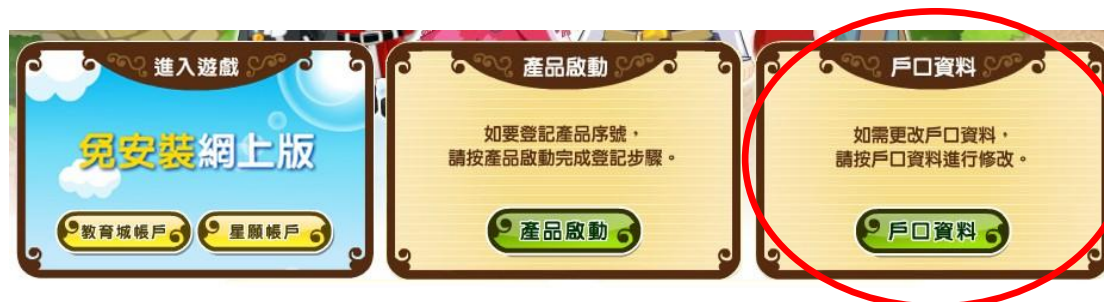 進入遊戲
免安裝網上版
教育城帳戶
星願帳戶
產品啟動
如要登記產品序號，
請按產品啟動完成登記步驟。
產品啟動
戶口資料
如需更改戶口資料，
請按戶口資料進行修改。
戶口資料